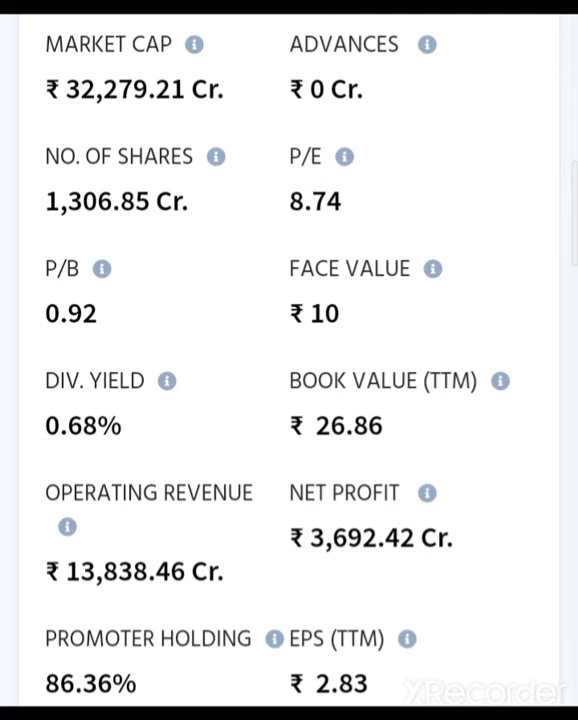 MARKET CAP
ADVANCES
₹ 32,279.21 Cr.
₹ 0 Cr.
NO. OF SHARES
P/E
1,306.85 Cr.
8.74
P/B
FACE VALUE
0.92
₹ 10
DIV. YIELD
BOOK VALUE (TTM)
0.68%
₹ 26.86
OPERATING REVENUE
NET PROFIT
₹ 13,838.46 Cr.
₹ 3,692.42 Cr.
PROMOTER HOLDING
EPS (TTM)
86.36%
₹ 2.83
XRecorder